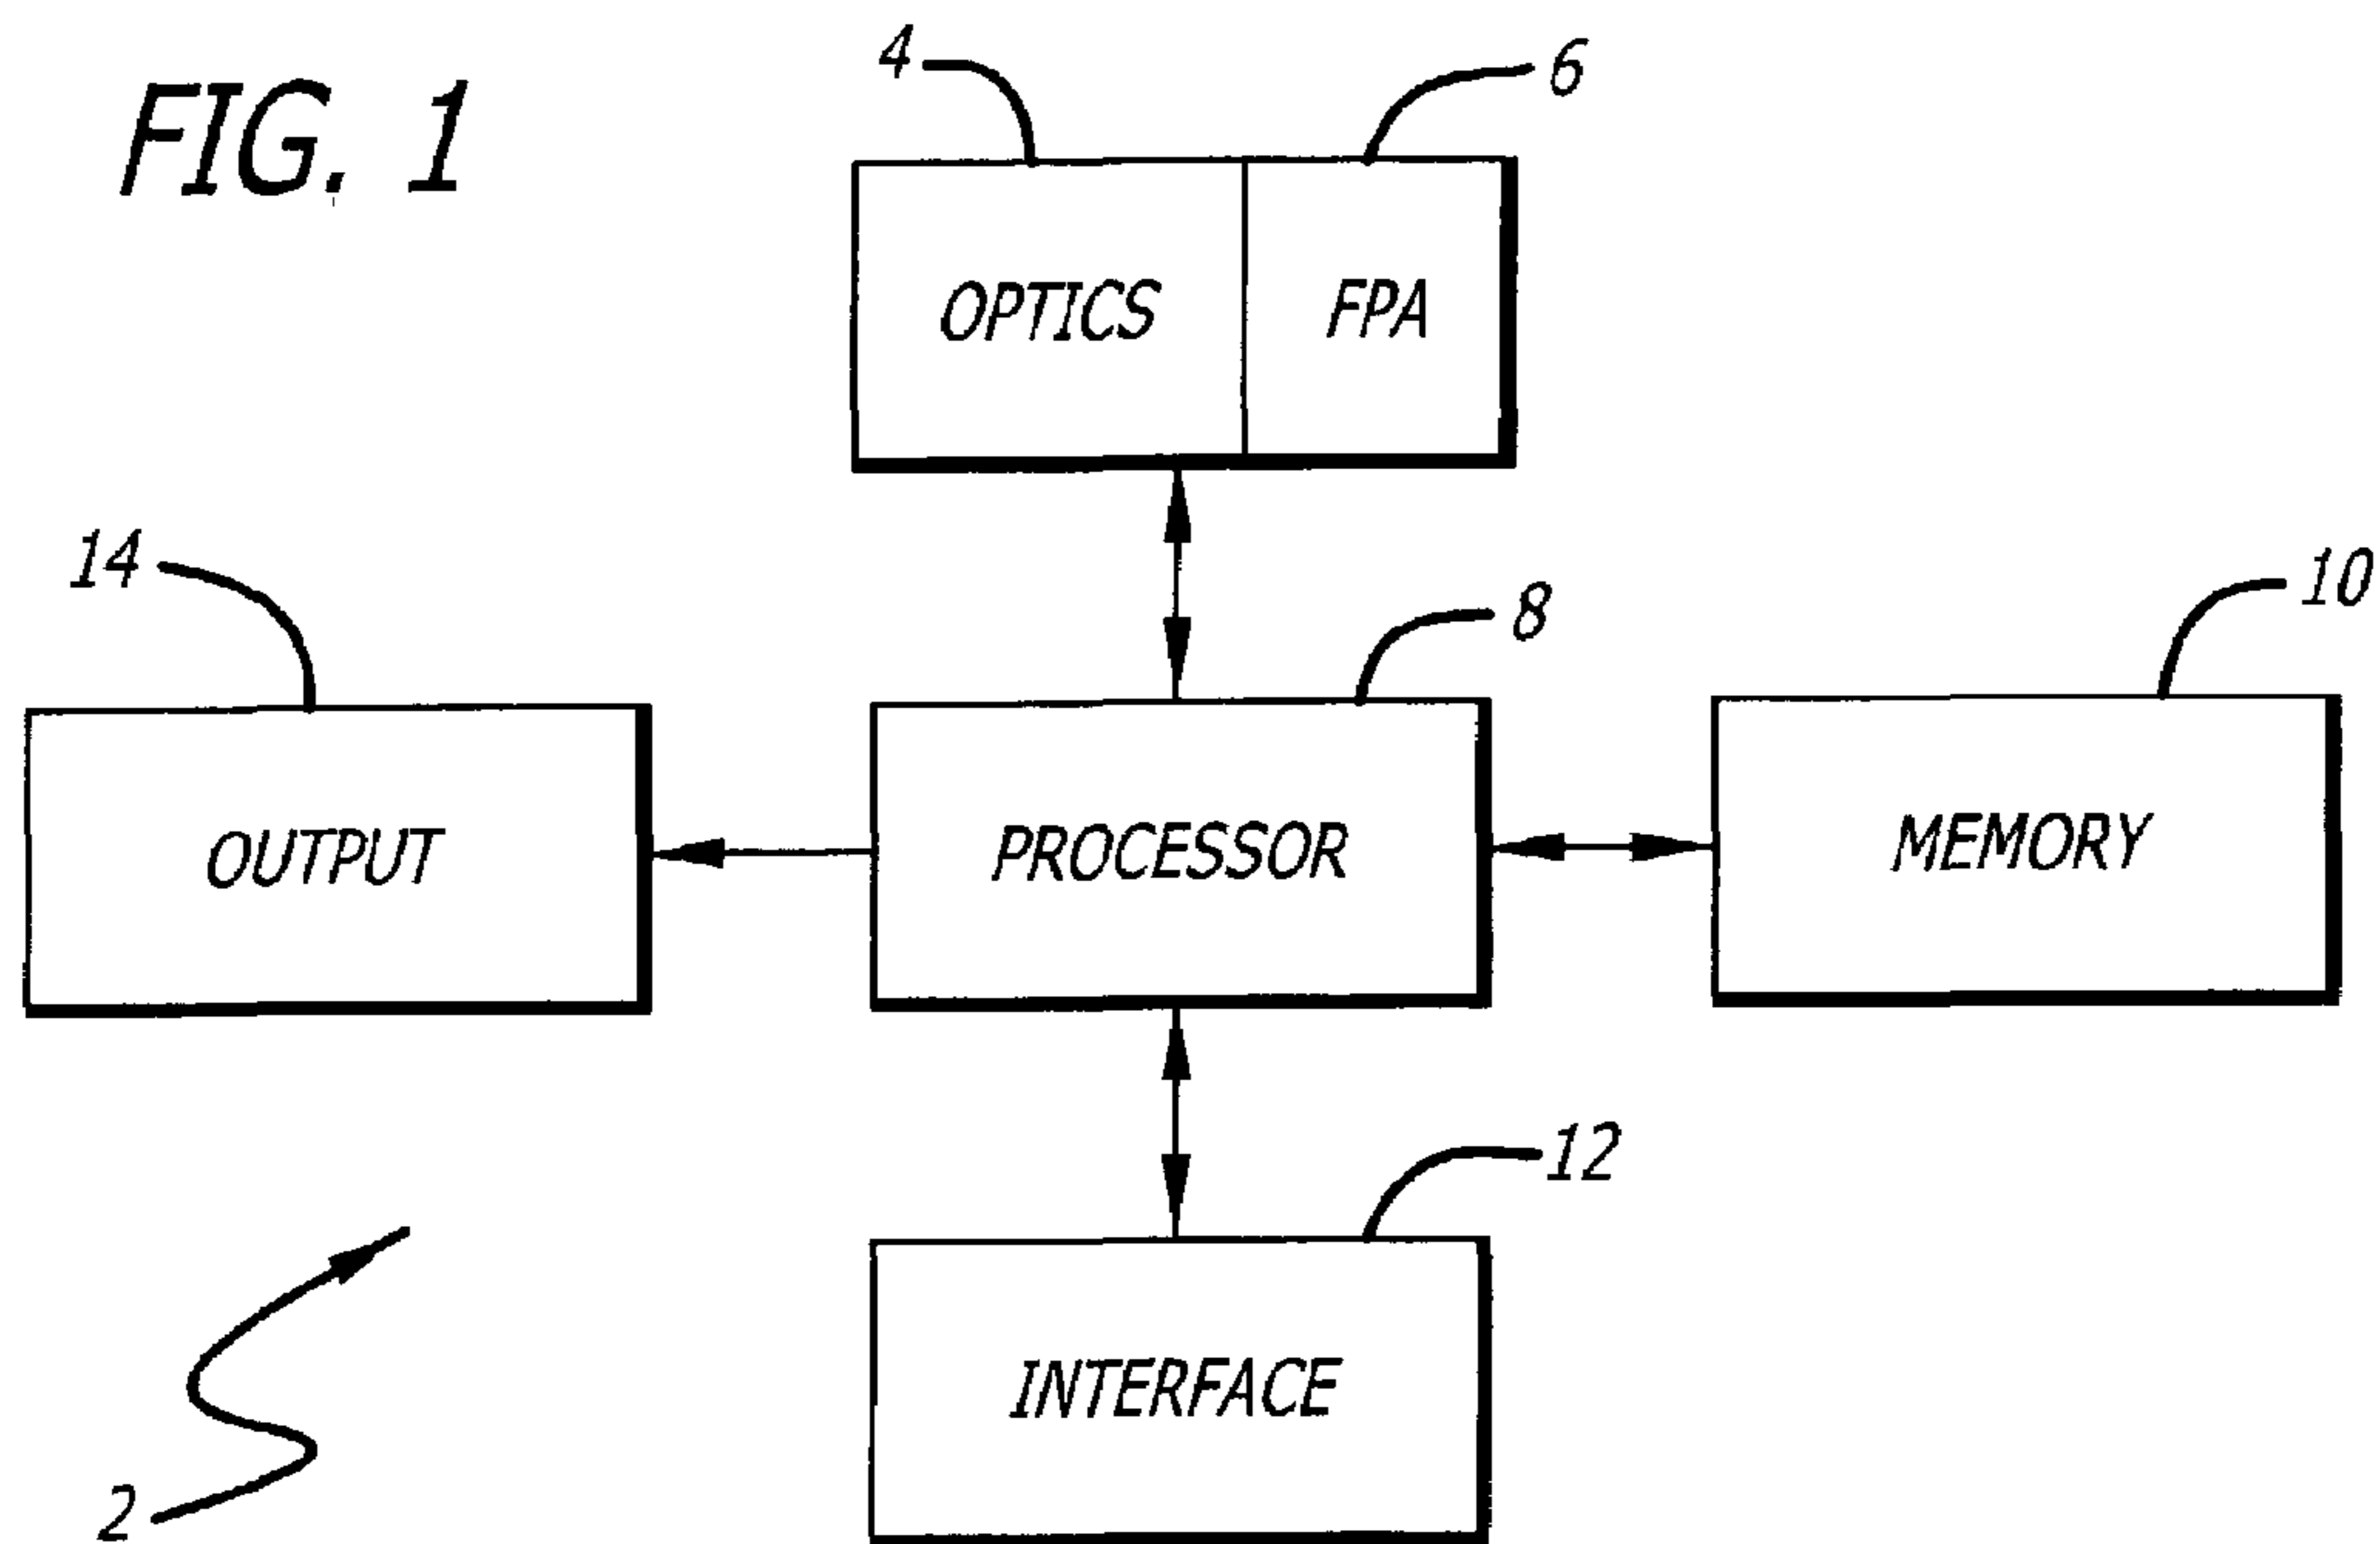 FIG. 1
4
6
OPTICS
FPA
14
8
10
OUTPUT
PROCESSOR
MEMORY
12
INTERFACE
2